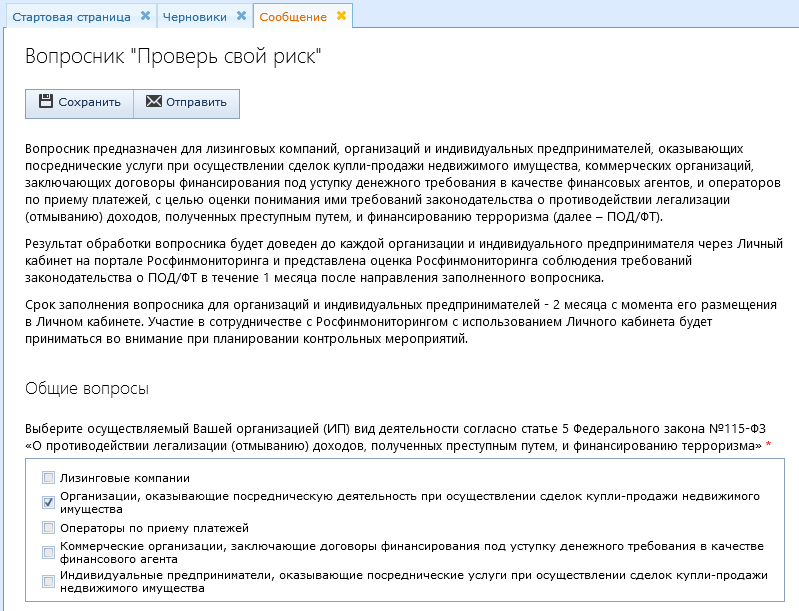 Стартовая страница Черновики Сообщение
Вопросник "Проверь свой риск"
Сохранить Отправить
Вопросник предназначен для лизинговых компаний, организаций и индивидуальных предпринимателей, оказывающих
посреднические услуги при осуществлении сделок купли-продажи недвижимого имущества, коммерческих организаций,
заключающих договоры финансирования под уступку денежного требования в качестве финансовых агентов, и операторов
по приему платежей, с целью оценки понимания ими требований законодательства о противодействии легализации
(отмыванию) доходов, полученных преступным путем, и финансированию терроризма (далее – ПОД/ФТ).
Результат обработки вопросника будет доведен до каждой организации и индивидуального предпринимателя через Личный
кабинет на портале Росфинмониторинга и представлена оценка Росфинмониторинга соблюдения требований
законодательства о ПОД/ФТ в течение 1 месяца после направления заполненного вопросника.
Срок заполнения вопросника для организаций и индивидуальных предпринимателей - 2 месяца с момента его размещения
в Личном кабинете. Участие в сотрудничестве с Росфинмониторингом с использованием Личного кабинета будет
приниматься во внимание при планировании контрольных мероприятий.
Общие вопросы
Выберите осуществляемый Вашей организацией (ИП) вид деятельности согласно статье 5 Федерального закона №115-ФЗ
«О противодействии легализации (отмыванию) доходов, полученных преступным путем, и финансированию терроризма» *
Лизинговые компании
Организации, оказывающие посредническую деятельность при осуществлении сделок купли-продажи недвижимого
имущества
Операторы по приему платежей
Коммерческие организации, заключающие договоры финансирования под уступку денежного требования в качестве
финансового агента
Индивидуальные предприниматели, оказывающие посреднические услуги при осуществлении сделок купли-продажи
недвижимого имущества